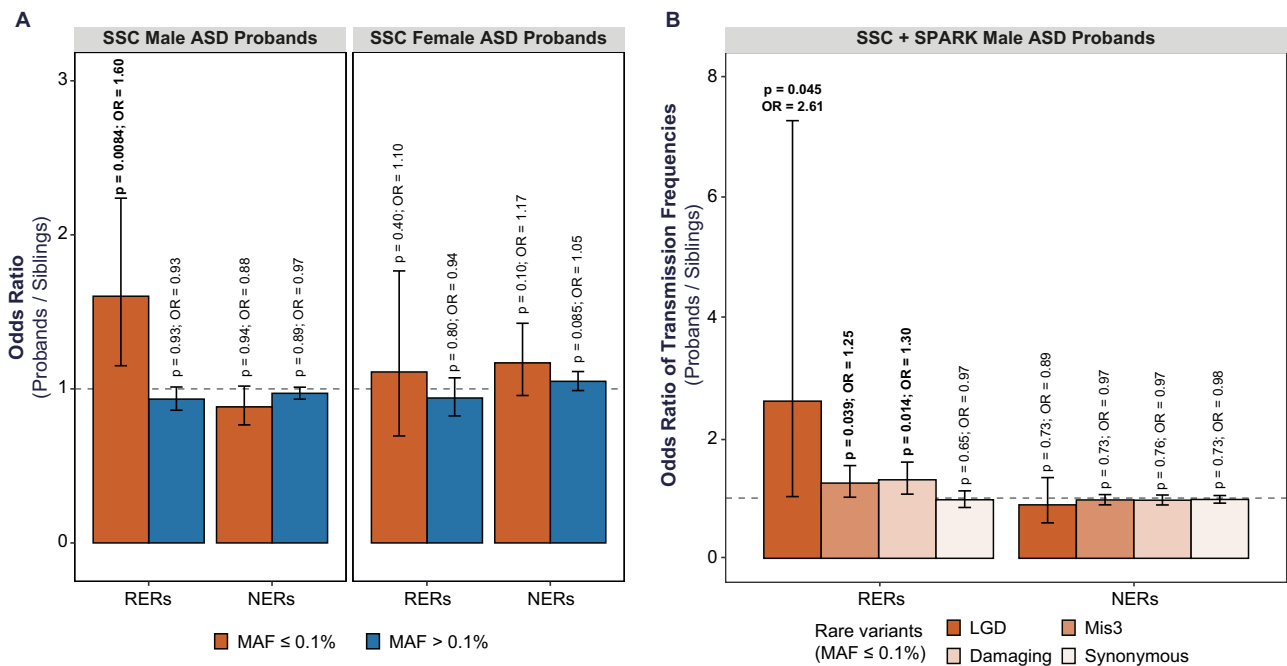 A
SSC Male ASD Probands
SSC Female ASD Probands
Odds Ratio
(Probands / Siblings)
3
2
1
0
p = 0.0084; OR = 1.60
p = 0.93; OR = 0.93
p = 0.94; OR = 0.88
p = 0.89; OR = 0.97
p = 0.40; OR = 1.10
p = 0.80; OR = 0.94
p = 0.10; OR = 1.17
p = 0.085; OR = 1.05
RERs
NERs
RERs
NERs
MAF ≤ 0.1%
MAF > 0.1%
B
SSC + SPARK Male ASD Probands
Odds Ratio of Transmission Frequencies
(Probands / Siblings)
8
6
4
2
0
p = 0.045
OR = 2.61
p = 0.039; OR = 1.25
p = 0.014; OR = 1.30
p = 0.65; OR = 0.97
p = 0.73; OR = 0.89
p = 0.73; OR = 0.97
p = 0.76; OR = 0.97
p = 0.73; OR = 0.98
RERs
NERs
Rare variants
(MAF ≤ 0.1%)
LGD
Mis3
Damaging
Synonymous